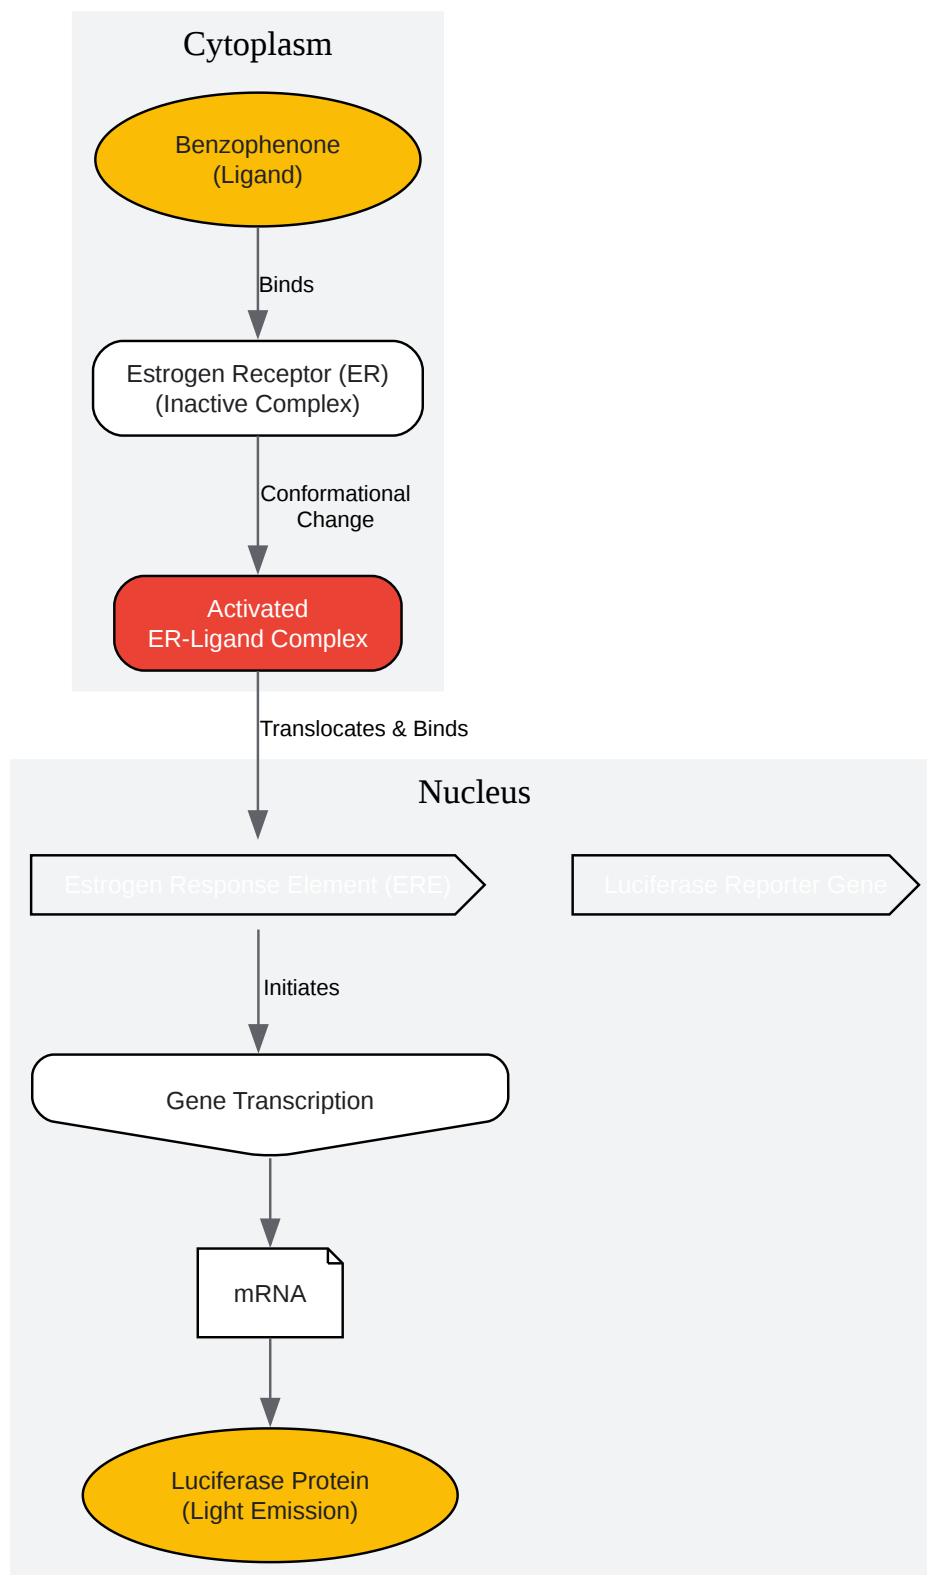 Cytoplasm
Benzophenone
(Ligand)
Binds
Estrogen Receptor (ER)
(Inactive Complex)
Conformational
Change
Activated
ER-Ligand Complex
Translocates & Binds
Nucleus
Estrogen Response Element (ERE)
Luciferase Reporter Gene
Initiates
Gene Transcription
mRNA
Luciferase Protein
(Light Emission)